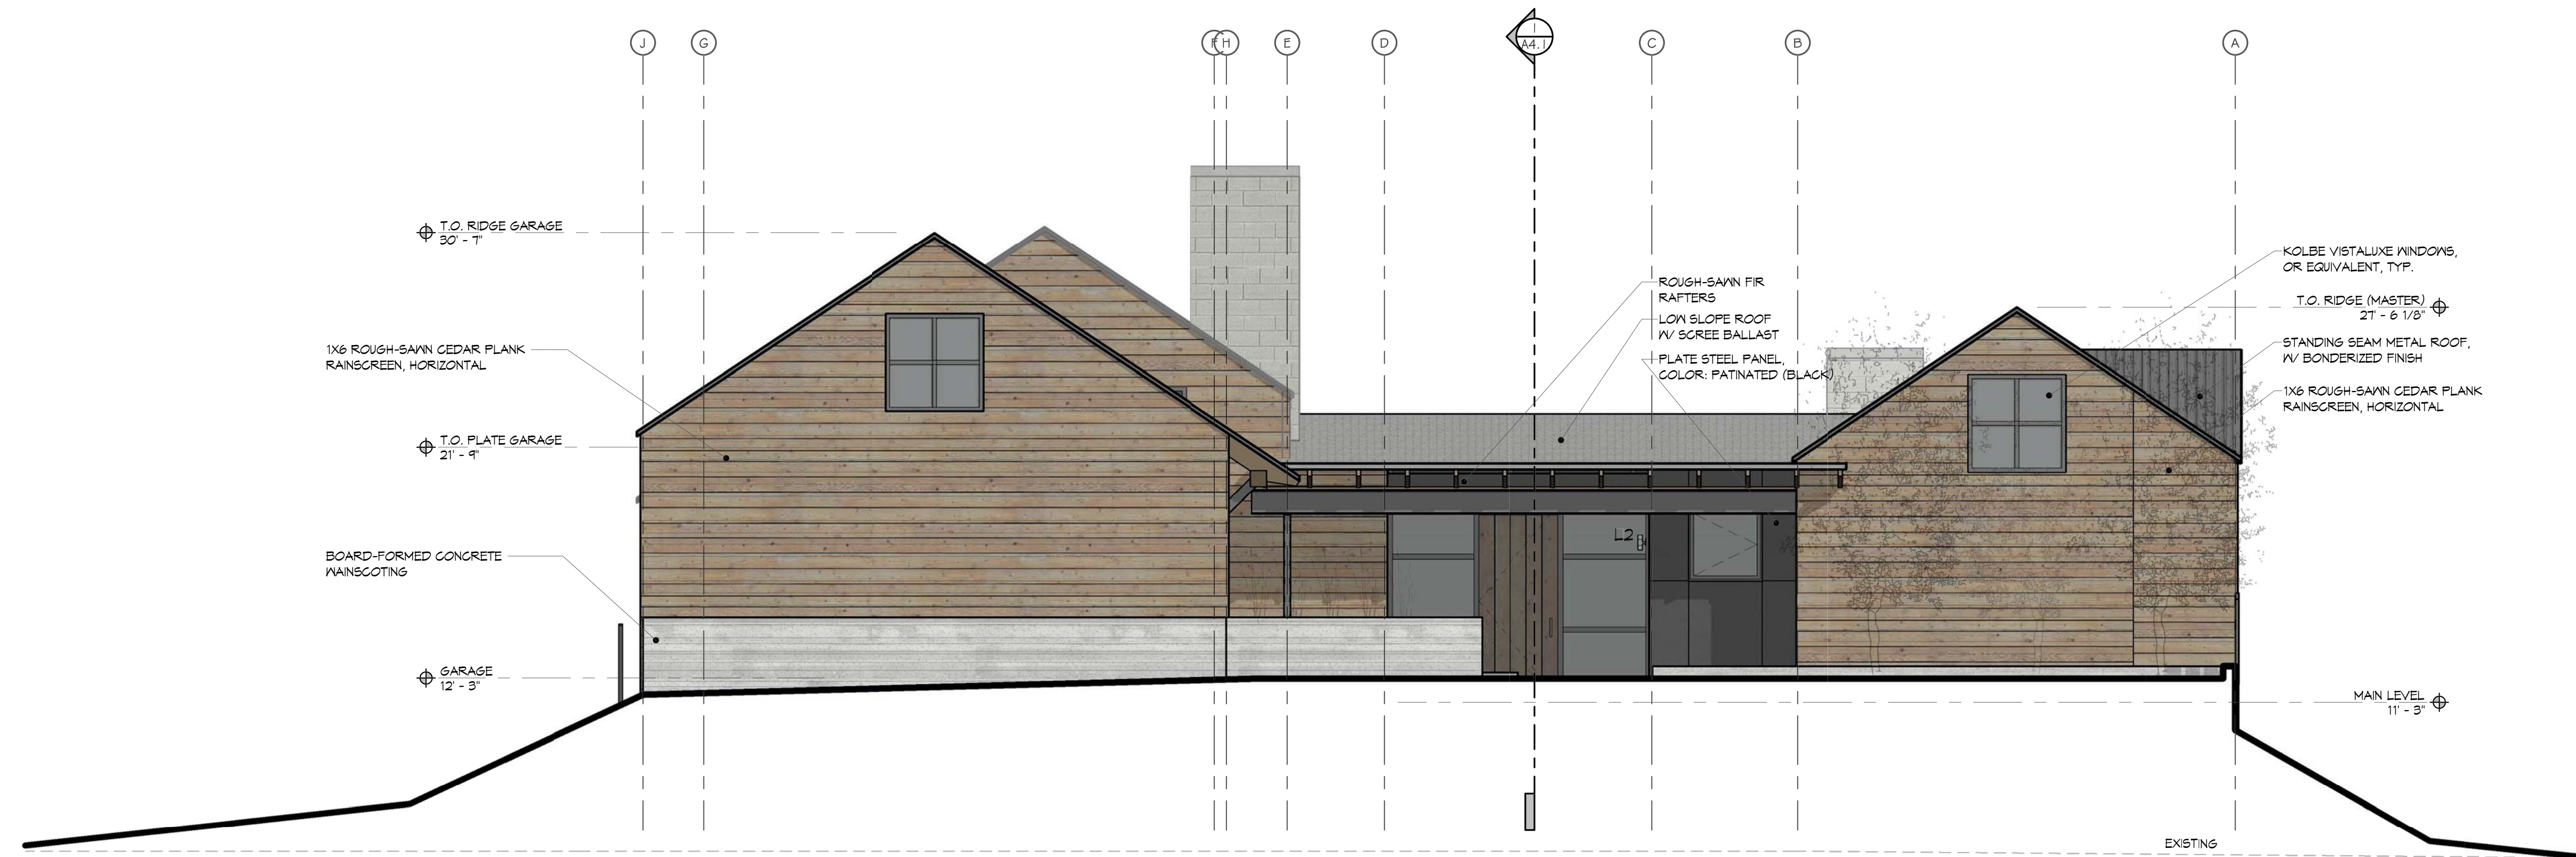 J
G
F
H
E
D
1
A4.1
C
B
A
T.O. RIDGE GARAGE
30' - 7"
1X6 ROUGH-SAWN CEDAR PLANK
RAINSCREEN, HORIZONTAL
T.O. PLATE GARAGE
21' - 9"
BOARD-FORMED CONCRETE
WAINSCOTING
GARAGE
12' - 3"
ROUGH-SAWN FIR
RAFTERS
LOW SLOPE ROOF
W/ SCREE BALLAST
PLATE STEEL PANEL,
COLOR: PATINATED (BLACK)
L2
KOLBE VISTALUXE WINDOWS,
OR EQUIVALENT, TYP.
T.O. RIDGE (MASTER)
27' - 6 1/8"
STANDING SEAM METAL ROOF,
W/ BONDERIZED FINISH
1X6 ROUGH-SAWN CEDAR PLANK
RAINSCREEN, HORIZONTAL
MAIN LEVEL
11' - 3"
EXISTING